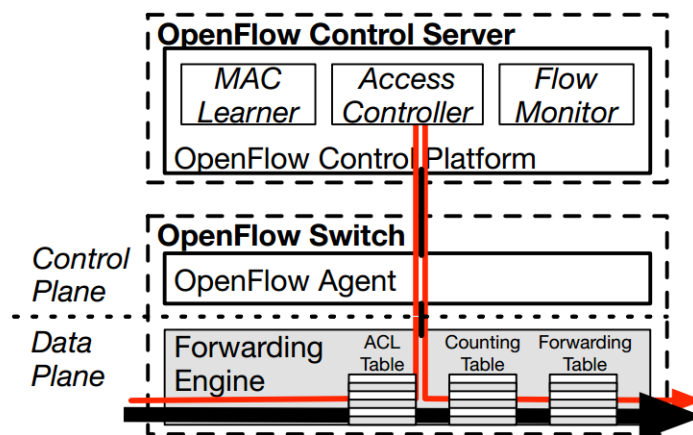 OpenFlow Control Server
MAC
Learner
Access
Controller
Flow
Monitor
OpenFlow Control Platform
OpenFlow Switch
Control
Plane
OpenFlow Agent
Data
Plane
Forwarding
Engine
ACL
Table
Counting
Table
Forwarding
Table